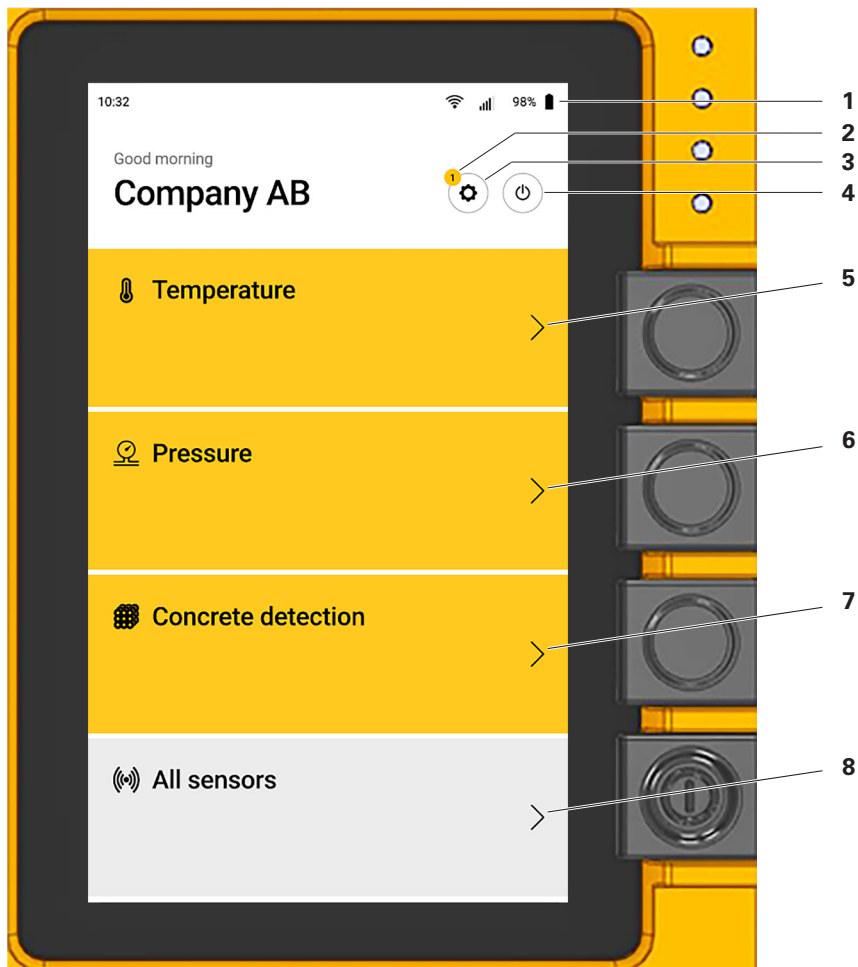 10:32 98% 1
2
Good morning 3
1
Company AB 4
5
Temperature
6
Pressure
7
Concrete detection
8
All sensors